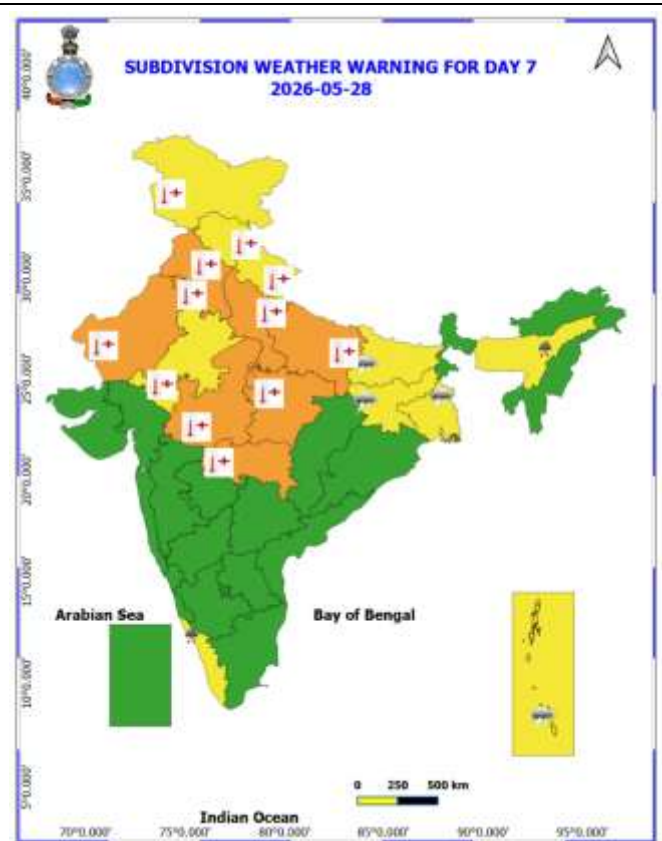 SUBDIVISION WEATHER WARNING FOR DAY 7
2026-05-28
40°0.000'
35°0.000'
30°0.000'
25°0.000'
20°0.000'
15°0.000'
10°0.000'
5°0.000'
Arabian Sea
Bay of Bengal
0 250 500 km
Indian Ocean
70°0.000' 75°0.000' 80°0.000' 85°0.000' 90°0.000' 95°0.000'